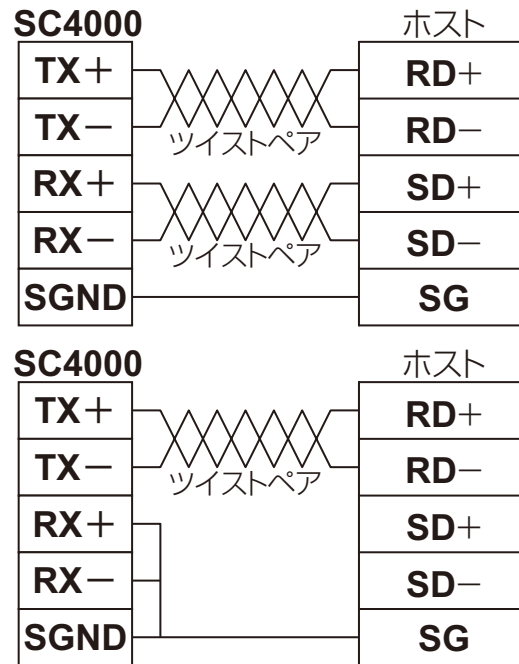 SC4000 ホスト
TX+ RD+
TX− RD−
ツイストペア
RX+ SD+
RX− SD−
ツイストペア
SGND SG
SC4000 ホスト
TX+ RD+
TX− RD−
ツイストペア
RX+ SD+
RX− SD−
SGND SG